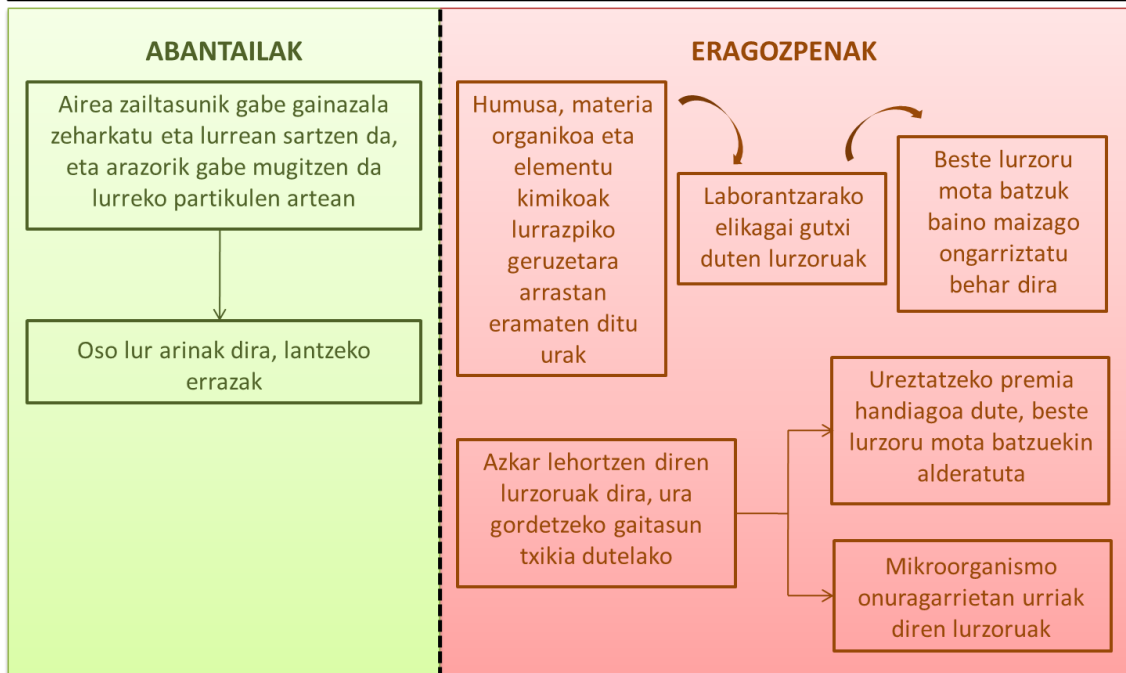 ABANTAILAK
Airea zailtasunik gabe gainazala
zeharkatu eta lurrean sartzen da,
eta arazorik gabe mugitzen da
lurreko partikulen artean
Oso lur arinak dira, lantzeko
errazak
ERAGOZPENAK
Humusa, materia
organikoa eta
elementu
kimikoak
lurrazpiko
geruzetara
arrastan
eramaten ditu
urak
Laborantzarako
elikagai gutxi
duten lurzoruak
Beste lurzoru
mota batzuk
baino maizago
ongarriztatu
behar dira
Azkar lehortzen diren
lurzoruak dira, ura
gordetzeko gaitasun
txikia dutelako
Ureztatzeko premia
handiagoa dute, beste
lurzoru mota batzuekin
alderatuta
Mikroorganismo
onuragarrietan urriak
diren lurzoruak